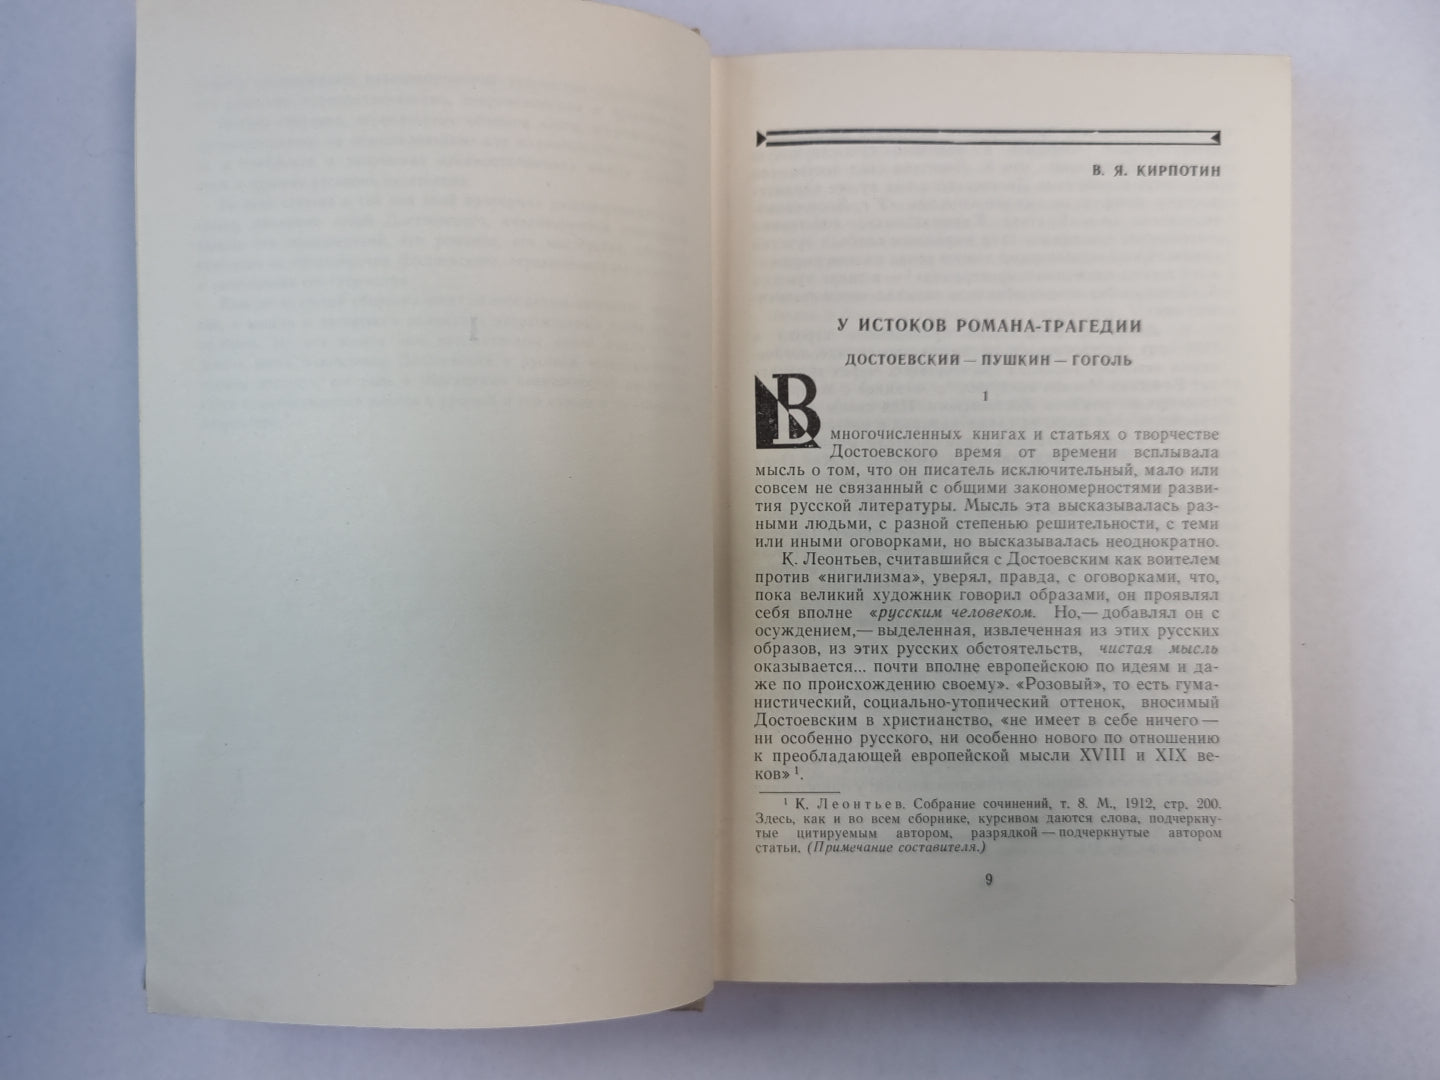 В. Я. КИРПОТИН
У ИСТОКОВ РОМАНА-ТРАГЕДИИ
ДОСТОЕВСКИЙ — ПУШКИН — ГОГОЛЬ
1
В многочисленных книгах и статьях о творчестве
Достоевского время от времени всплывала
мысль о том, что он писатель исключительный, мало или
совсем не связанный с общими закономерностями разви-
тия русской литературы. Мысль эта высказывалась раз-
ными людьми, с разной степенью решительности, с теми
или иными оговорками, но высказывалась неоднократно.
К. Леонтьев, считавшийся с Достоевским как воителем
против «нигилизма», уверял, правда, с оговорками, что,
пока великий художник говорил образами, он проявлял
себя вполне «русским человеком. Но,— добавлял он с
осуждением,— выделенная, извлеченная из этих русских
образов, из этих русских обстоятельств, чистая мысль
оказывается... почти вполне европейскою по идеям и да-
же по происхождению своему». «Розовый», то есть гума-
нистический, социально-утопический оттенок, вносимый
Достоевским в христианство, «не имеет в себе ничего —
ни особенно русского, ни особенно нового по отношению
к преобладающей европейской мысли XVIII и XIX ве-
ков» ¹.
¹ К. Леонтьев. Собрание сочинений, т. 8. М., 1912, стр. 200.
Здесь, как и во всем сборнике, курсивом даются слова, подчеркну-
тые цитируемым автором, разрядкой — подчеркнутые автором
статьи. (Примечание составителя.)
9